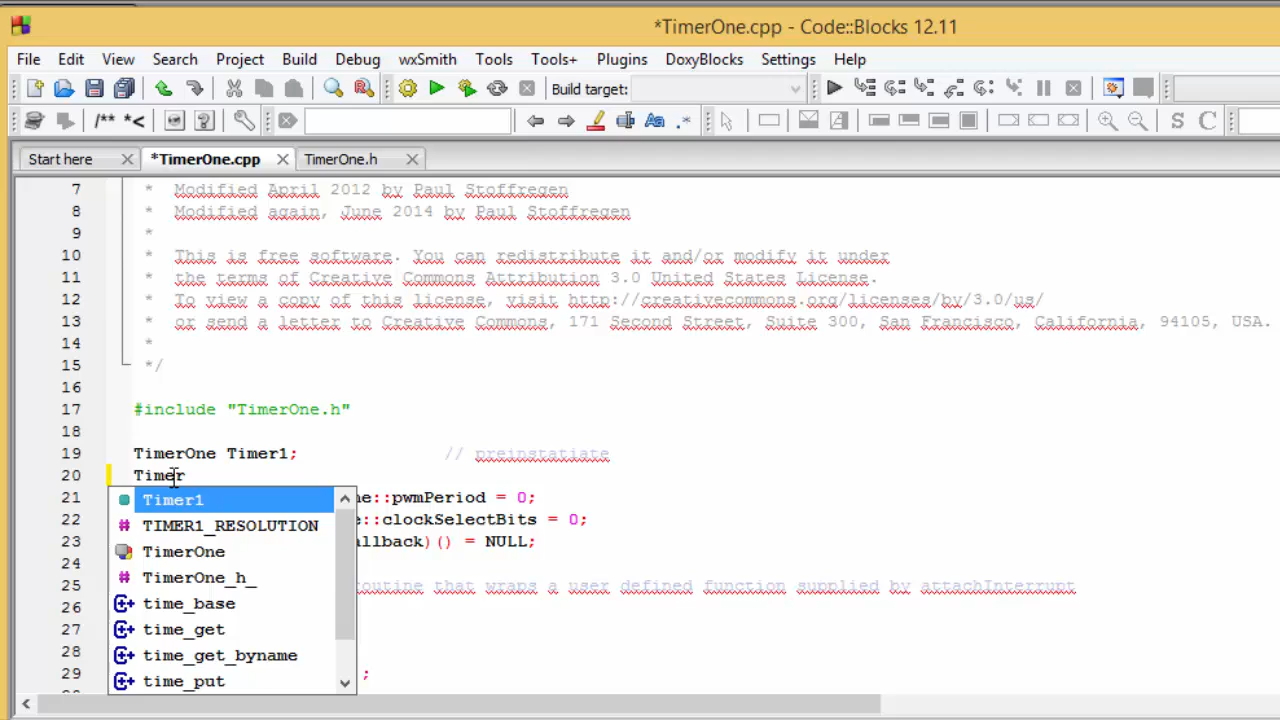 *TimerOne.cpp - Code::Blocks 12.11
File Edit View Search Project Build Debug wxSmith Tools Tools+ Plugins DoxyBlocks Settings Help
Build target:
/** *<
Start here *TimerOne.cpp TimerOne.h
7 * Modified April 2012 by Paul Stoffregen
8 * Modified again, June 2014 by Paul Stoffregen
9 *
10 * This is free software. You can redistribute it and/or modify it under
11 * the terms of Creative Commons Attribution 3.0 United States License.
12 * To view a copy of this license, visit http://creativecommons.org/licenses/by/3.0/us/
13 * or send a letter to Creative Commons, 171 Second Street, Suite 300, San Francisco, California, 94105, USA.
14 *
15 */
16
17 #include "TimerOne.h"
18
19 TimerOne Timer1; // preinstatiate
20 Timer
21 ne::pwmPeriod = 0;
22 e::clockSelectBits = 0;
23 allback)() = NULL;
24
25 routine that wraps a user defined function supplied by attachInterrupt
26
27
28
29 ;
Timer1
TIMER1_RESOLUTION
TimerOne
TimerOne_h_
time_base
time_get
time_get_byname
time_put